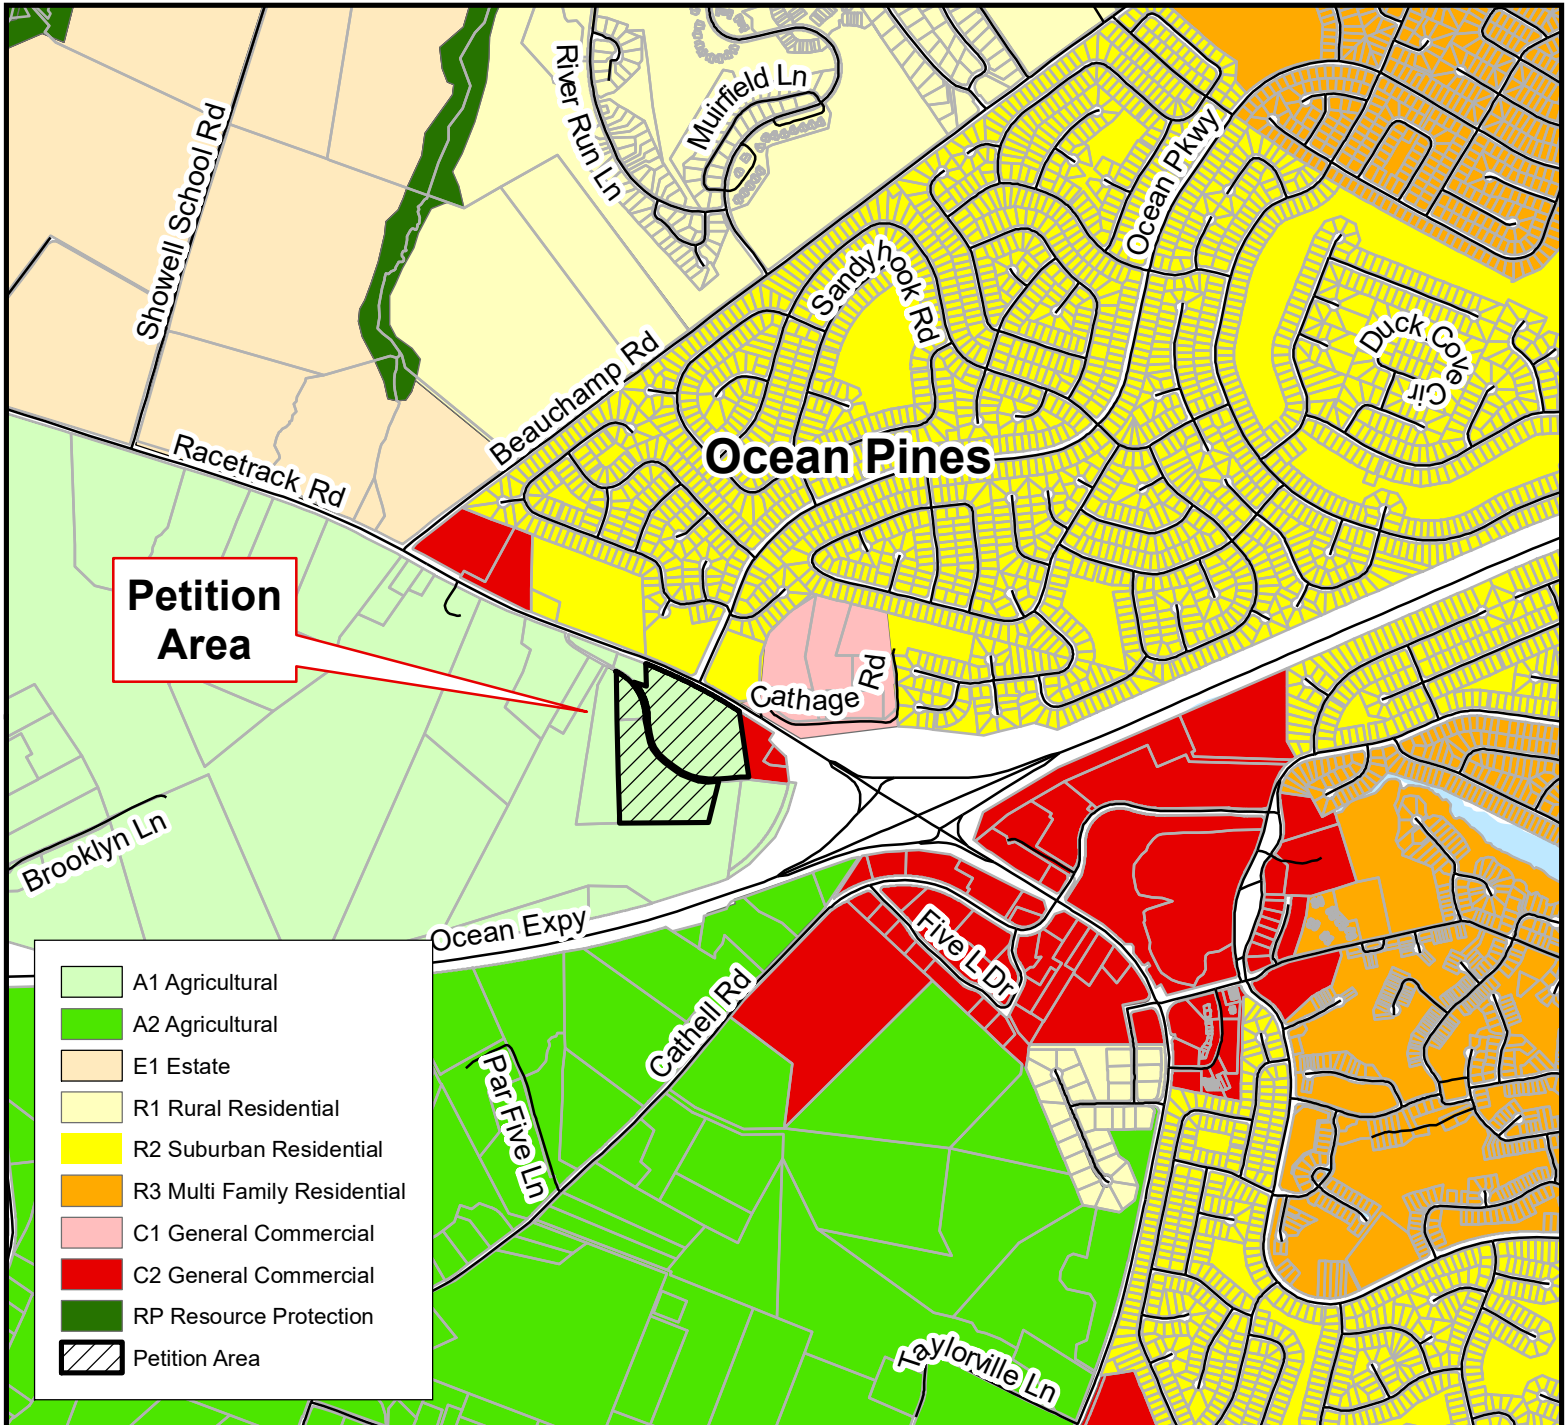 River Run Ln
Muirfield Ln
Showell School Rd
Ocean Pkwy
Sandyhook Rd
Duck Cove Cir
Beauchamp Rd
Ocean Pines
Racetrack Rd
Petition
Area
Cathage Rd
Brooklyn Ln
Ocean Expy
Five L Dr
Cathell Rd
Par Five Ln
Taylorville Ln
A1 Agricultural
A2 Agricultural
E1 Estate
R1 Rural Residential
R2 Suburban Residential
R3 Multi Family Residential
C1 General Commercial
C2 General Commercial
RP Resource Protection
Petition Area